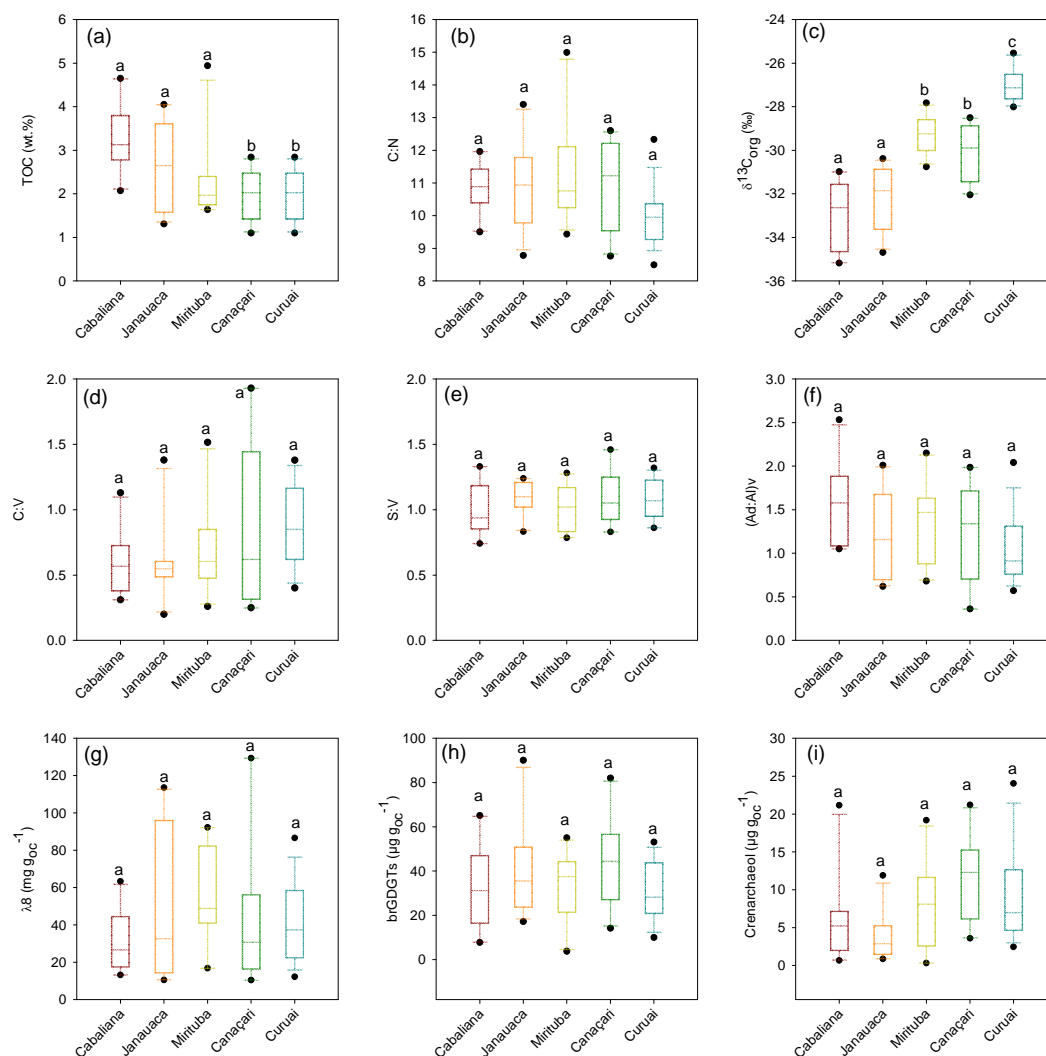 (a)
TOC (wt.%)
6
5
4
3
2
1
0
a
a
a
b
b
Cabaliana
Janauaca
Mirituba
Canaçari
Curuai
(b)
C:N
16
15
14
13
12
11
10
9
8
a
a
a
a
a
Cabaliana
Janauaca
Mirituba
Canaçari
Curuai
(c)
δ13Corg (‰)
-24
-26
-28
-30
-32
-34
-36
a
a
b
b
c
Cabaliana
Janauaca
Mirituba
Canaçari
Curuai
(d)
C:V
2.0
1.5
1.0
0.5
0.0
a
a
a
a
a
Cabaliana
Janauaca
Mirituba
Canaçari
Curuai
(e)
S:V
2.0
1.5
1.0
0.5
0.0
a
a
a
a
a
Cabaliana
Janauaca
Mirituba
Canaçari
Curuai
(f)
(Ad:Al)v
3.0
2.5
2.0
1.5
1.0
0.5
0.0
a
a
a
a
a
Cabaliana
Janauaca
Mirituba
Canaçari
Curuai
(g)
λ8 (mg goc-1)
140
120
100
80
60
40
20
0
a
a
a
a
a
Cabaliana
Janauaca
Mirituba
Canaçari
Curuai
(h)
brGDGTs (µg goc-1)
100
80
60
40
20
0
a
a
a
a
a
Cabaliana
Janauaca
Mirituba
Canaçari
Curuai
(i)
Crenarchaeol (µg goc-1)
30
25
20
15
10
5
0
a
a
a
a
a
Cabaliana
Janauaca
Mirituba
Canaçari
Curuai